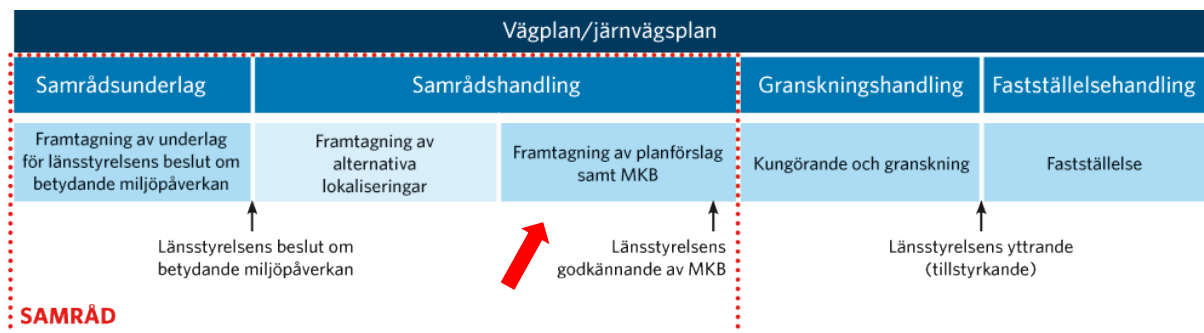 Vägplan/järnvägsplan
Samrådsunderlag
Samrådshandling
Granskningshandling
Fastställelsehandling
Framtagning av underlag
för länsstyrelsens beslut om
betydande miljöpåverkan
Framtagning av
alternativa
lokaliseringar
Framtagning av planförslag
samt MKB
Kungörande och granskning
Fastställelse
Länsstyrelsens beslut om
betydande miljöpåverkan
Länsstyrelsens
godkännande av MKB
Länsstyrelsens yttrande
(tillstyrkande)
SAMRÅD